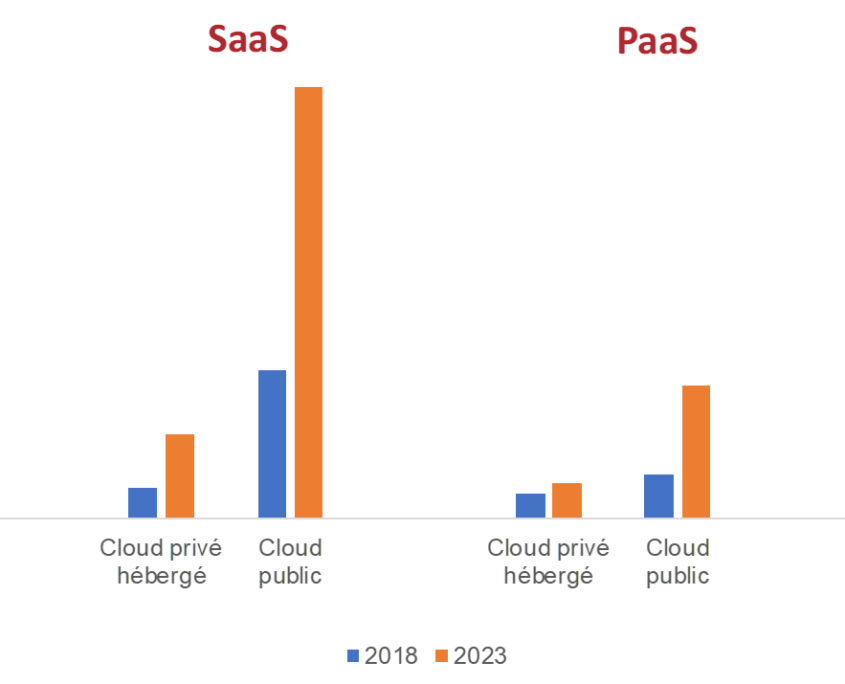 SaaS
PaaS
Cloud privé
hébergé
Cloud
public
Cloud privé
hébergé
Cloud
public
2018
2023